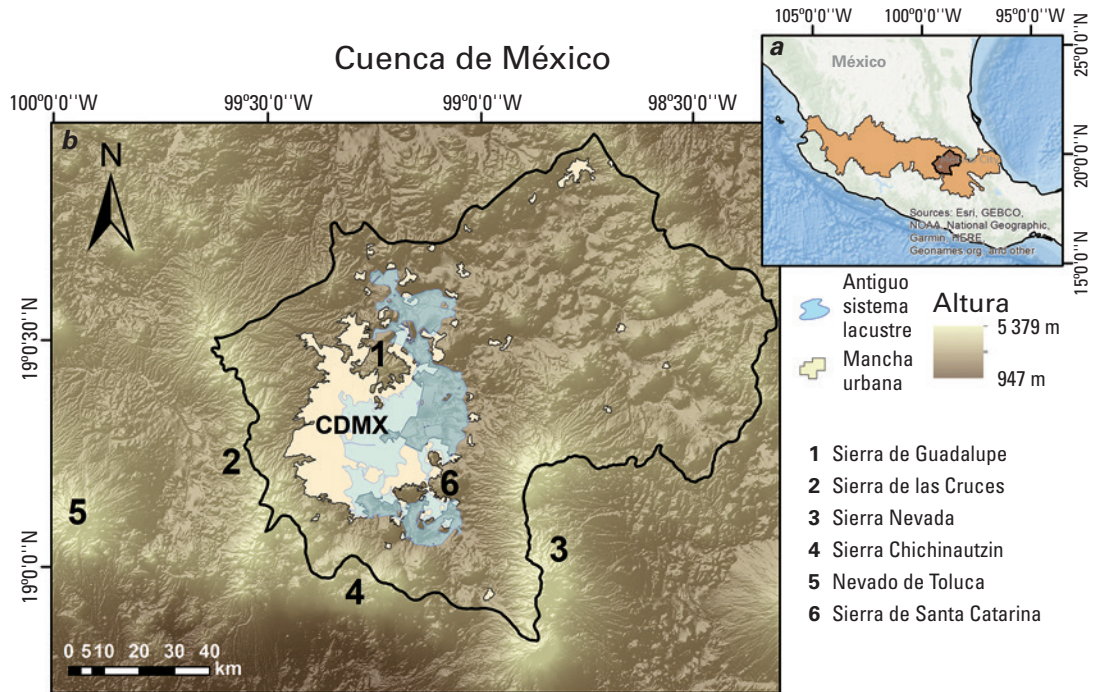 Cuenca de México
100º0'0''W
99º30'0''W
99º0'0''W
98º30'0''W
b
N
19º0'30''N
19º0'0''N
1
CDMX
2
6
5
3
4
0 5 10 20 30 40
km
105º0'0''W
100º0'0''W
95º0'0''W
a
México
25º0'0''N
20º0'0''N
15º0'0''N
City
Sources: Esri, GEBCO,
NOAA, National Geographic,
Garmin, HERE,
Geonames.org, and other
Antiguo
sistema
lacustre
Mancha
urbana
Altura
5 379 m
947 m
1 Sierra de Guadalupe
2 Sierra de las Cruces
3 Sierra Nevada
4 Sierra Chichinautzin
5 Nevado de Toluca
6 Sierra de Santa Catarina